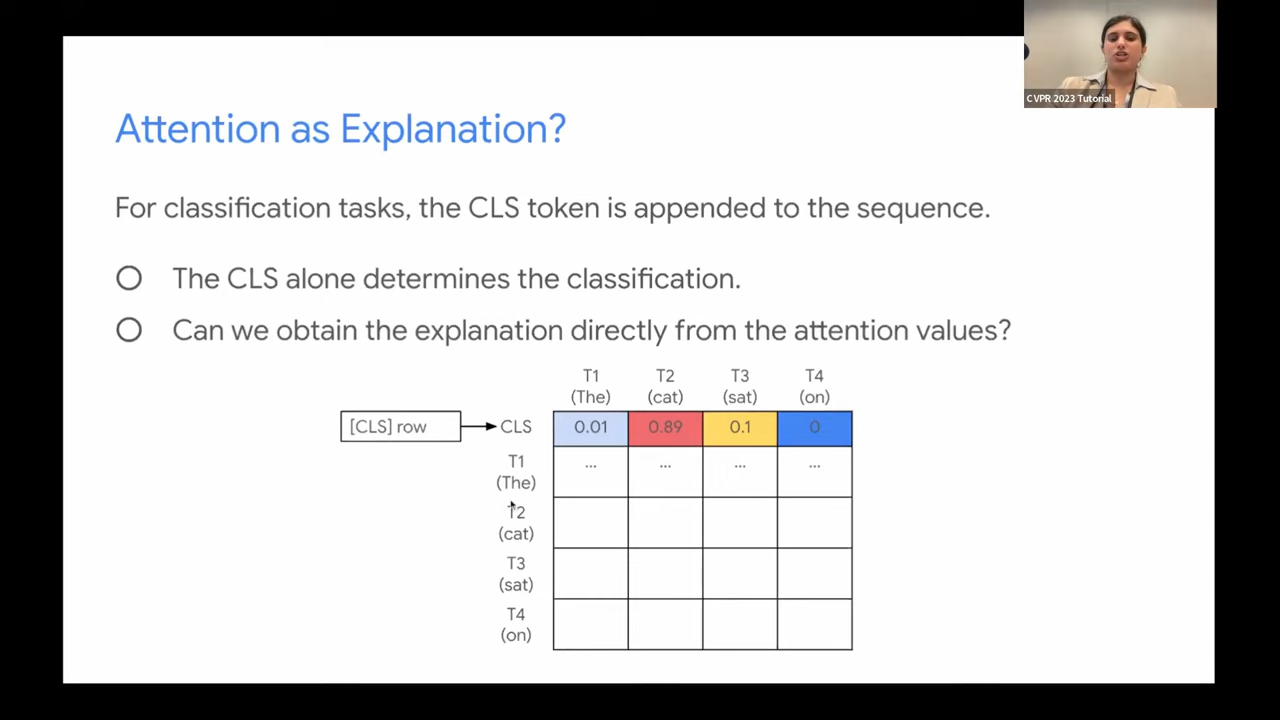 CVPR 2023 Tutorial
Attention as Explanation?
For classification tasks, the CLS token is appended to the sequence.
The CLS alone determines the classification.
Can we obtain the explanation directly from the attention values?
T1 T2 T3 T4
(The) (cat) (sat) (on)
[CLS] row CLS 0.01 0.89 0.1 0
T1 ... ... ... ...
(The)
T2
(cat)
T3
(sat)
T4
(on)